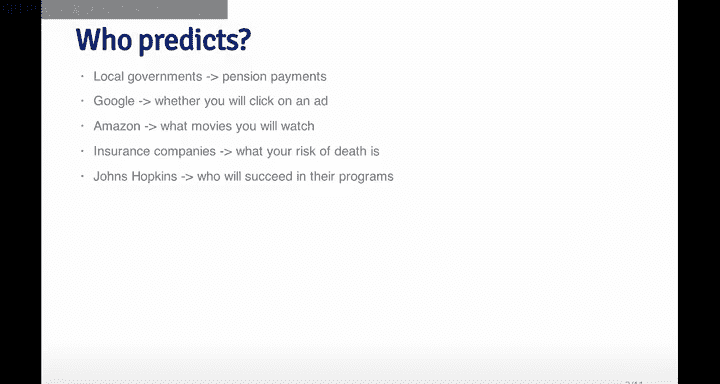 Who predicts?
· Local governments -> pension payments
· Google -> whether you will click on an ad
· Amazon -> what movies you will watch
· Insurance companies -> what your risk of death is
· Johns Hopkins -> who will succeed in their programs